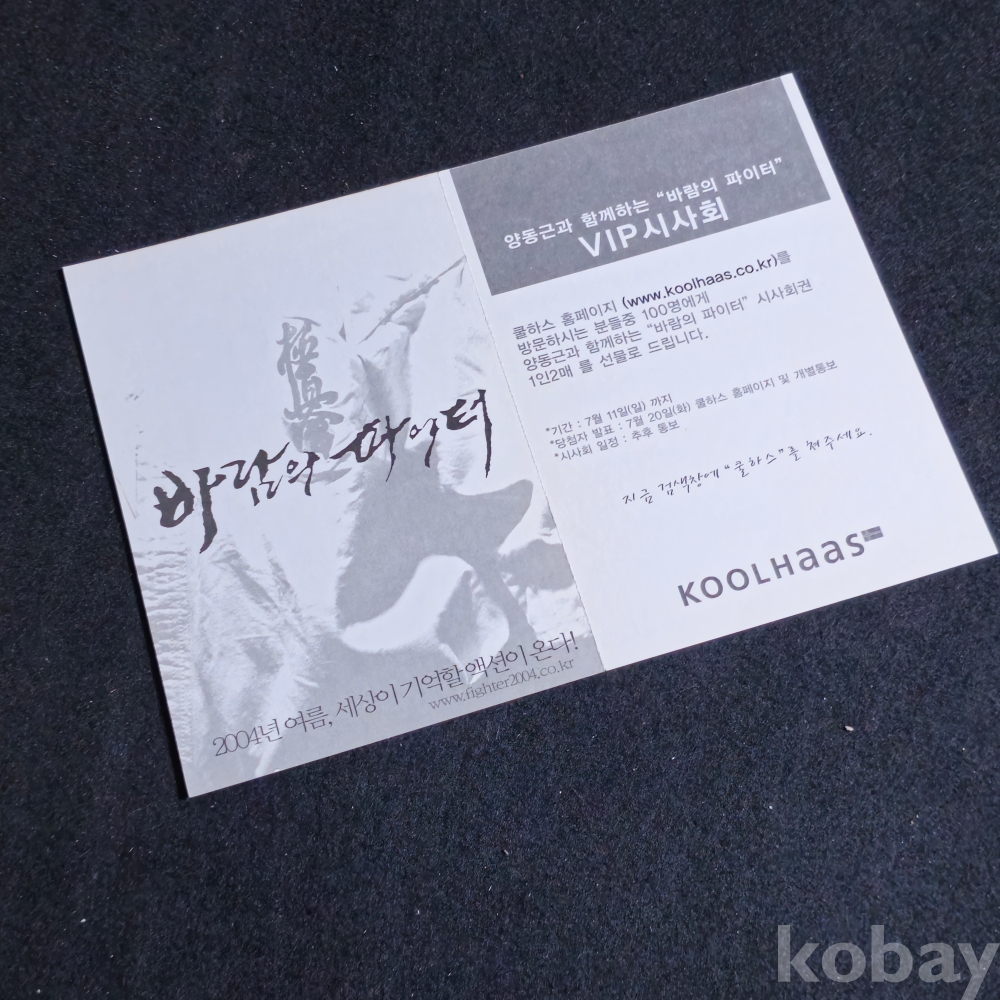 極真會
바람의 파이터
2004년 여름, 세상이 기억할 액션이 온다!
www.fighter2004.co.kr
양동근과 함께하는 “바람의 파이터”
VIP시사회
쿨하스 홈페이지 (www.koolhaas.co.kr)를
방문하시는 분들중 100명에게
양동근과 함께하는 “바람의 파이터” 시사회권
1인2매 를 선물로 드립니다.
*기간 : 7월 11일(일) 까지
*당첨자 발표 : 7월 20일(화) 쿨하스 홈페이지 및 개별통보
*시사회 일정 : 추후 통보
지금 검색창에 “쿨하스”를 쳐주세요.
KOOLHaas
kobay